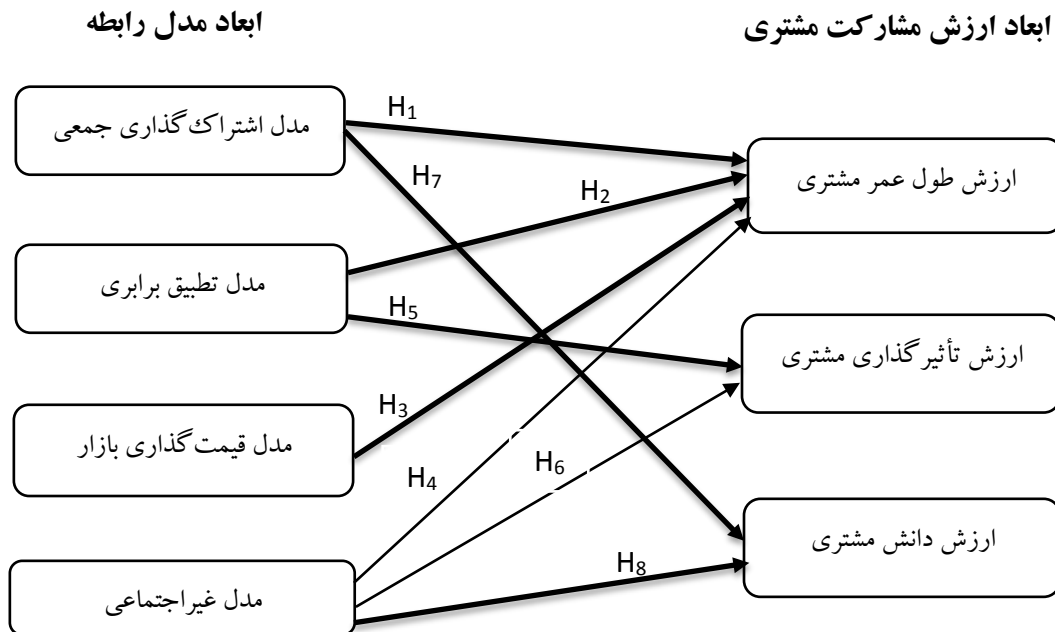 ابعاد ارزش مشارکت مشتری
ابعاد مدل رابطه
مدل اشتراک‌گذاری جمعی
H1
ارزش طول عمر مشتری
H7
H2
مدل تطبیق برابری
H5
ارزش تأثیرگذاری مشتری
H3
مدل قیمت‌گذاری بازار
H6
H4
ارزش دانش مشتری
H8
مدل غیراجتماعی